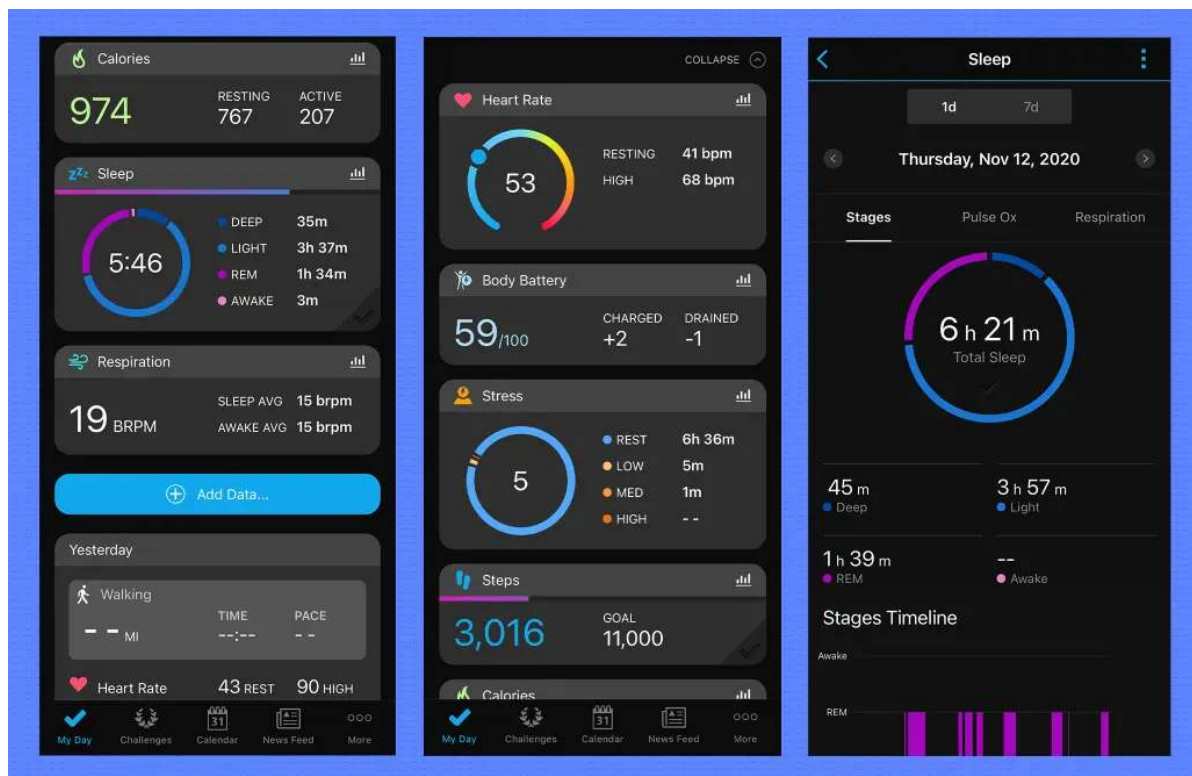 Calories
974
RESTING ACTIVE
767 207
zZz Sleep
5:46
DEEP 35m
LIGHT 3h 37m
REM 1h 34m
AWAKE 3m
Respiration
19 BRPM
SLEEP AVG 15 brpm
AWAKE AVG 15 brpm
Add Data...
Yesterday
Walking
-- MI
TIME PACE
--:-- --
Heart Rate 43 REST 90 HIGH
31
My Day Challenges Calendar News Feed More
COLLAPSE
Heart Rate
53
RESTING 41 bpm
HIGH 68 bpm
Body Battery
59/100
CHARGED DRAINED
+2 -1
Stress
5
REST 6h 36m
LOW 5m
MED 1m
HIGH --
Steps
3,016
GOAL
11,000
Calories
31
My Day Challenges Calendar News Feed More
Sleep
1d 7d
Thursday, Nov 12, 2020
Stages Pulse Ox Respiration
6 h 21 m
Total Sleep
45 m 3 h 57 m
Deep Light
1 h 39 m --
REM Awake
Stages Timeline
Awake
REM